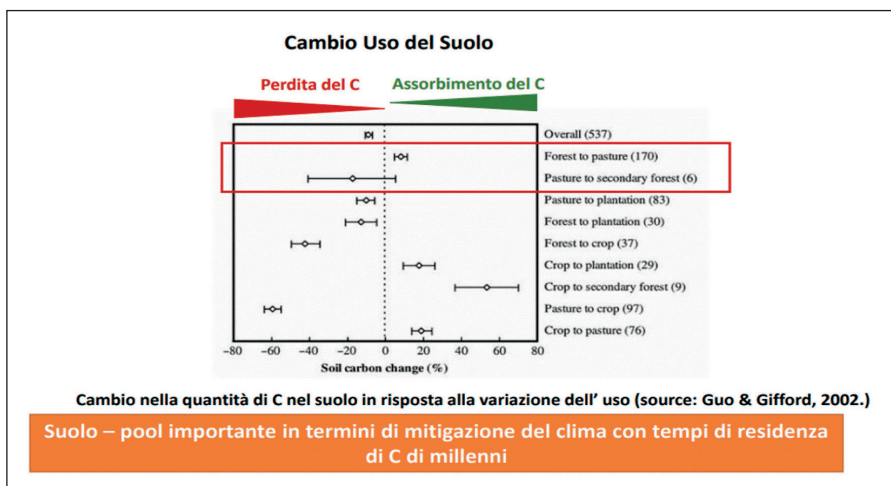 Cambio Uso del Suolo
Perdita del C
Assorbimento del C
Overall (537)
Forest to pasture (170)
Pasture to secondary forest (6)
Pasture to plantation (83)
Forest to plantation (30)
Forest to crop (37)
Crop to plantation (29)
Crop to secondary forest (9)
Pasture to crop (97)
Crop to pasture (76)
−80 −60 −40 −20 0 20 40 60 80
Soil carbon change (%)
Cambio nella quantità di C nel suolo in risposta alla variazione dell’ uso (source: Guo & Gifford, 2002.)
Suolo – pool importante in termini di mitigazione del clima con tempi di residenza
di C di millenni